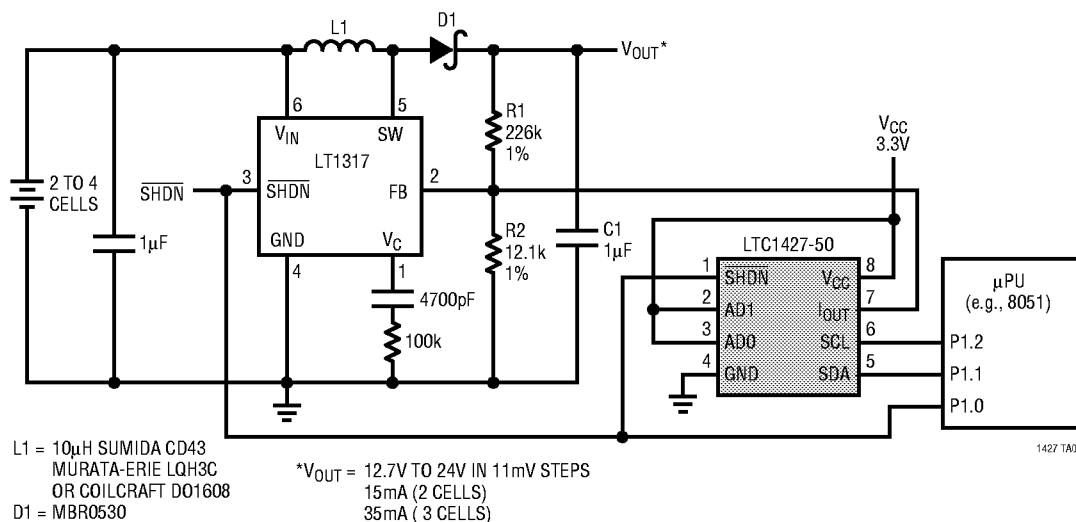 L1
D1
VOUT*
6
5
VIN
SW
R1
226k
1%
VCC
3.3V
LT1317
2 TO 4
CELLS
SHDN
3
SHDN
FB
2
1µF
GND
VC
R2
12.1k
1%
C1
1µF
4
1
4700pF
100k
LTC1427-50
1
SHDN
VCC
8
2
AD1
IOUT
7
3
AD0
SCL
6
4
GND
SDA
5
µPU
(e.g., 8051)
P1.2
P1.1
P1.0
L1 = 10µH SUMIDA CD43
MURATA-ERIE LQH3C
OR COILCRAFT DO1608
D1 = MBR0530
*VOUT = 12.7V TO 24V IN 11mV STEPS
15mA (2 CELLS)
35mA ( 3 CELLS)
1427